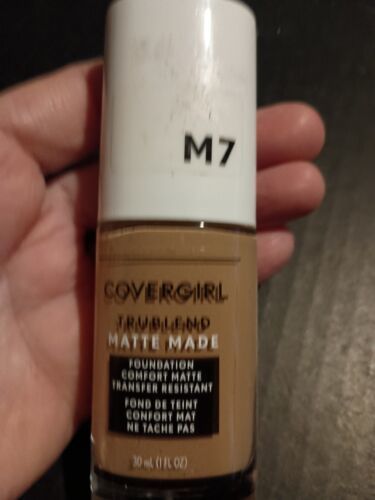 M7
COVERGIRL
TRUBLEND
MATTE MADE
FOUNDATION
COMFORT MATTE
TRANSFER RESISTANT
FOND DE TEINT
CONFORT MAT
NE TACHE PAS
30 mL (1 FL OZ)